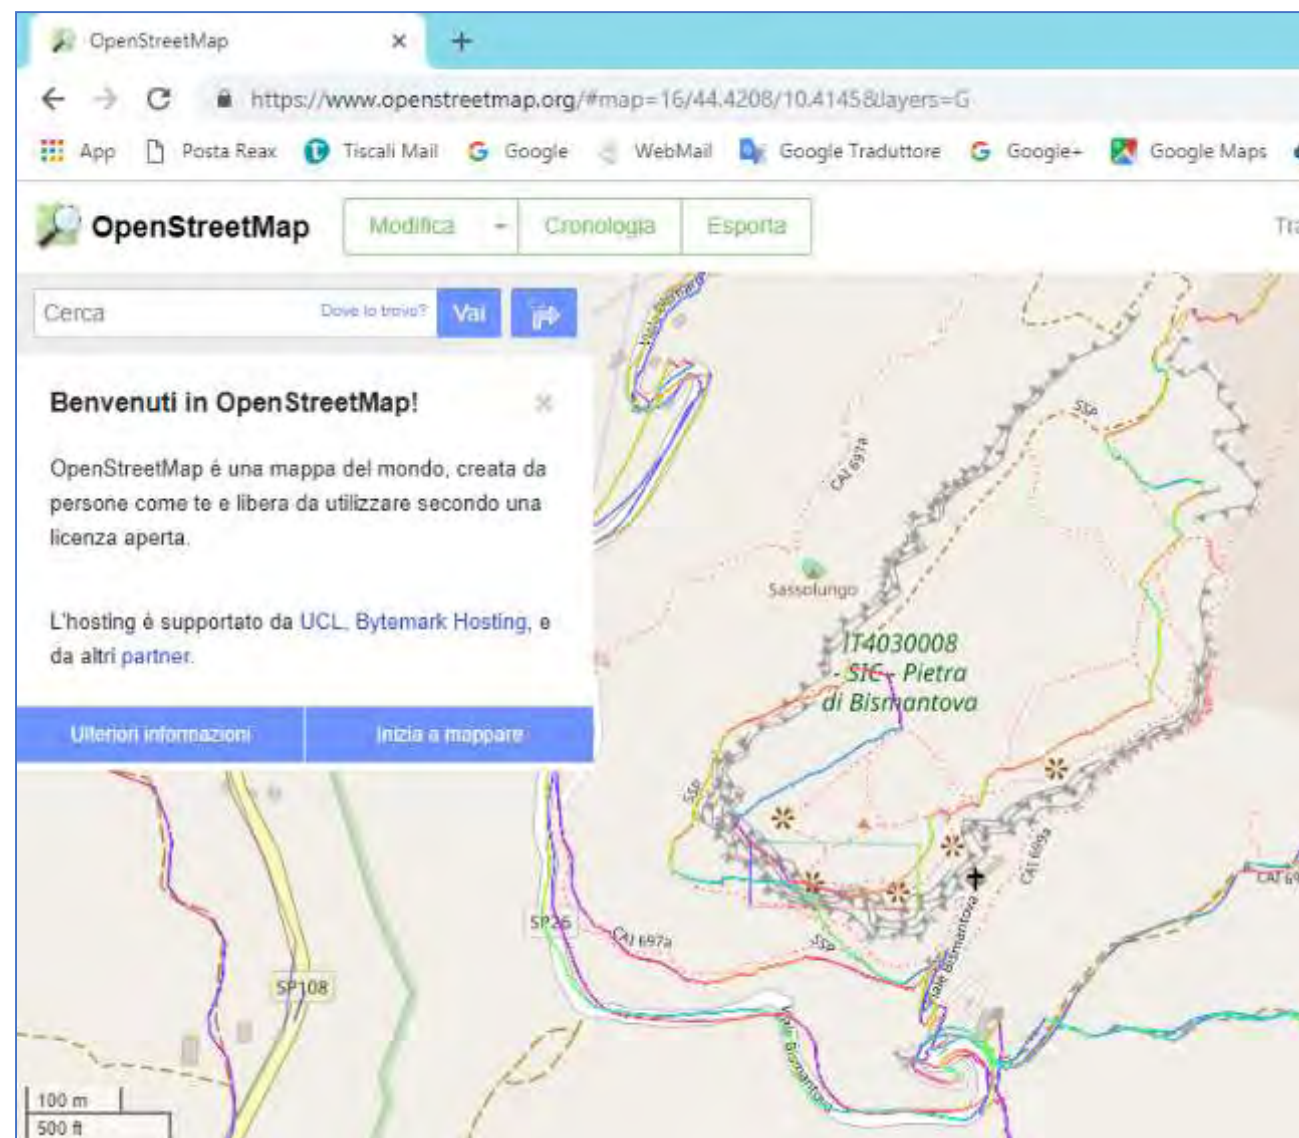 OpenStreetMap
https://www.openstreetmap.org/#map=16/44.4208/10.4145&layers=G
App Posta Reax Tiscali Mail Google WebMail Google Traduttore Google+ Google Maps
OpenStreetMap Modifica Cronologia Esporta
Cerca Dove lo trovo? Vai
Benvenuti in OpenStreetMap!
OpenStreetMap è una mappa del mondo, creata da
persone come te e libera da utilizzare secondo una
licenza aperta.
L'hosting è supportato da UCL, Bytemark Hosting, e
da altri partner.
Ulteriori informazioni Inizia a mappare
SSP
CAI 697a
Sassolungo
IT4030008
- SIC - Pietra
di Bismantova
SSP
CAI 699a
SP26
CAI 697a
SSP
Viale Bismantova
SP108
Viale Bismantova
100 m
500 ft